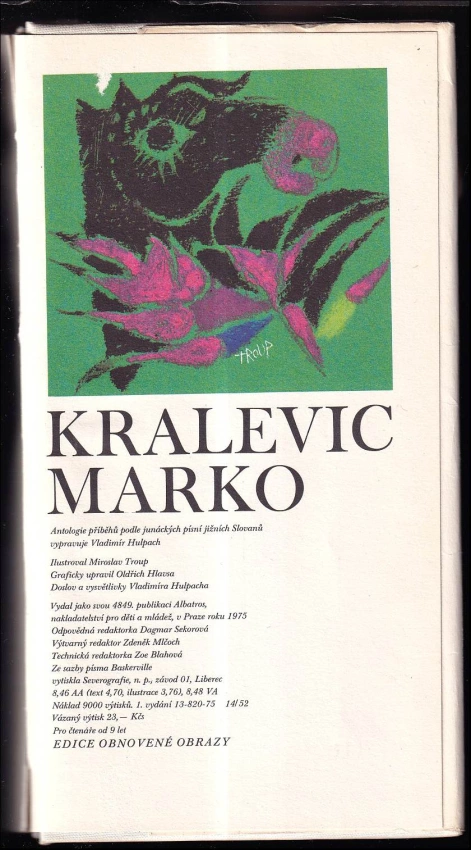 TROUP
KRALEVIC
MARKO
Antologie příběhů podle junáckých písní jižních Slovanů
vypravuje Vladimír Hulpach
Ilustroval Miroslav Troup
Graficky upravil Oldřich Hlavsa
Doslov a vysvětlivky Vladimíra Hulpacha
Vydal jako svou 4849. publikaci Albatros,
nakladatelství pro děti a mládež, v Praze roku 1975
Odpovědná redaktorka Dagmar Sekorová
Výtvarný redaktor Zdeněk Mlčoch
Technická redaktorka Zoe Blahová
Ze sazby písma Baskerville
vytiskla Severografie, n. p., závod 01, Liberec
8,46 AA (text 4,70, ilustrace 3,76), 8,48 VA
Náklad 9000 výtisků. 1. vydání 13-820-75 14/52
Vázaný výtisk 23,— Kčs
Pro čtenáře od 9 let
EDICE OBNOVENÉ OBRAZY